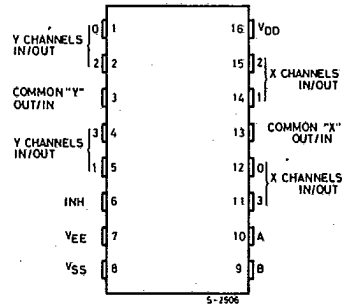 Y CHANNELS IN/OUT
0 1
2 2
COMMON "Y" OUT/IN
3
Y CHANNELS IN/OUT
3 4
1 5
INH 6
VEE 7
VSS 8
16 VDD
15 2
14 1
X CHANNELS IN/OUT
13 COMMON "X" OUT/IN
12 0
11 3
X CHANNELS IN/OUT
10 A
9 B
S-2506